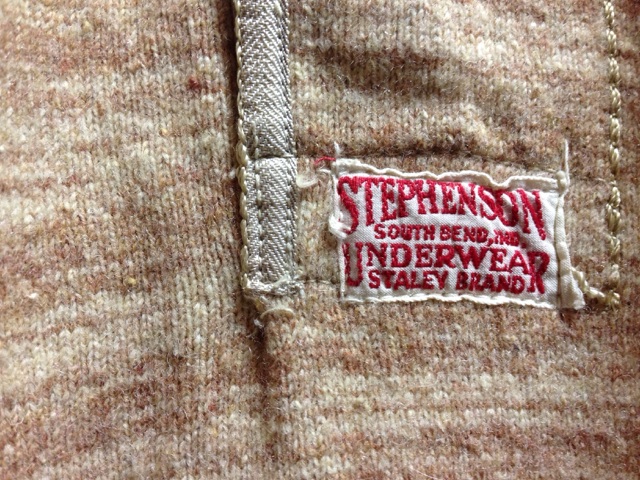 STEPHENSON
SOUTH BEND, IND.
UNDERWEAR
STALEY BRAND